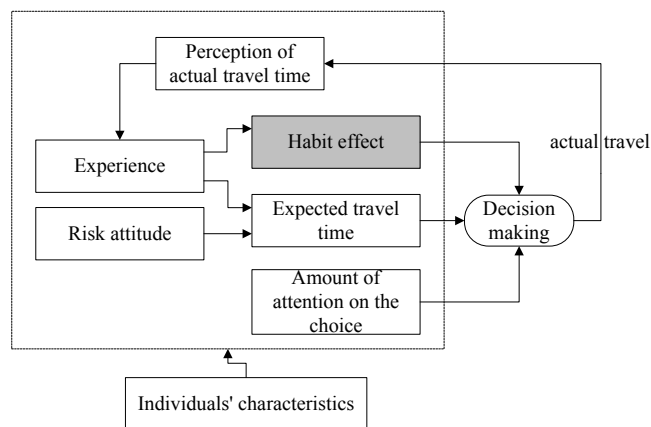 Perception of
actual travel time
Habit effect
actual travel
Experience
Expected travel
time
Decision
making
Risk attitude
Amount of
attention on the
choice
Individuals' characteristics